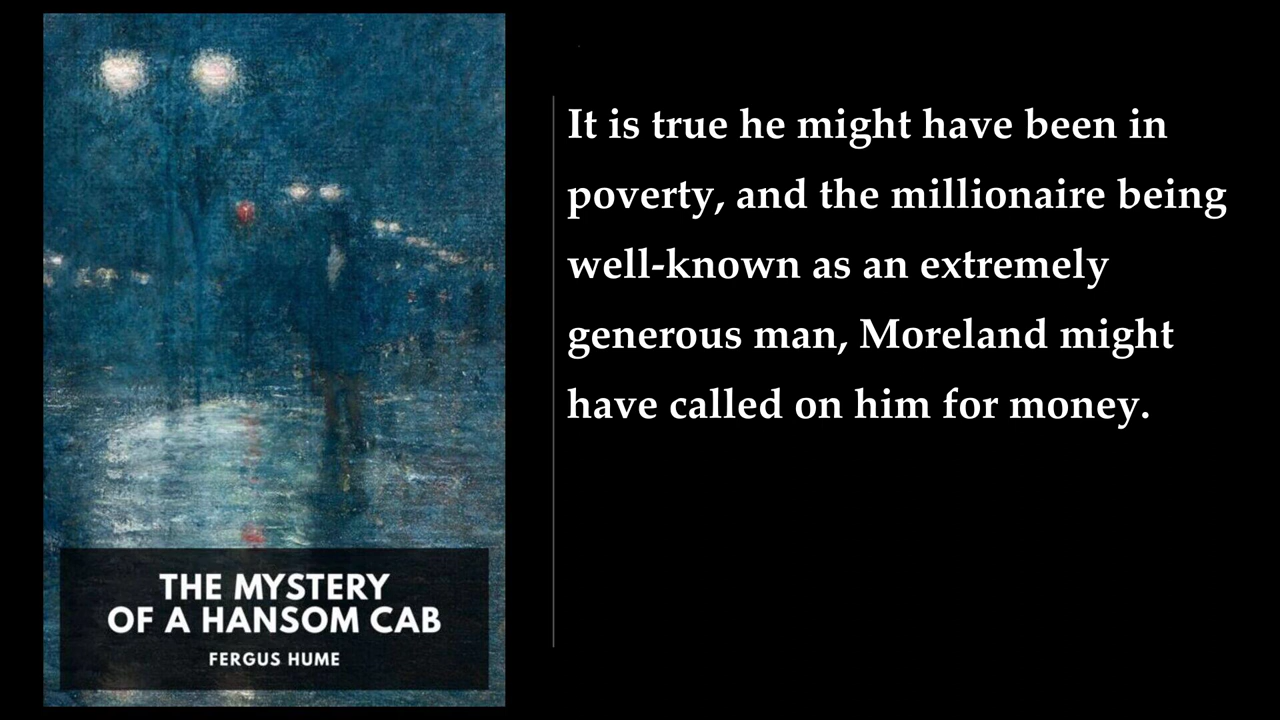 THE MYSTERY
OF A HANSOM CAB
FERGUS HUME
It is true he might have been in
poverty, and the millionaire being
well-known as an extremely
generous man, Moreland might
have called on him for money.